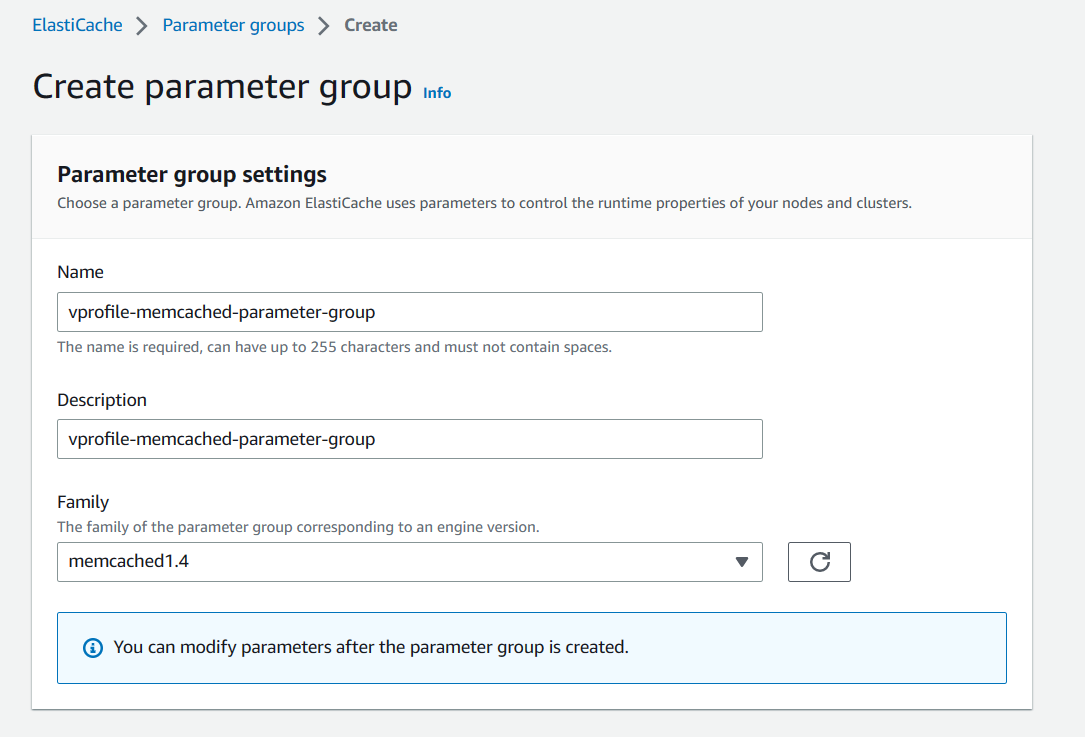 ElastiCache > Parameter groups > Create
Create parameter group Info
Parameter group settings
Choose a parameter group. Amazon ElastiCache uses parameters to control the runtime properties of your nodes and clusters.
Name
vprofile-memcached-parameter-group
The name is required, can have up to 255 characters and must not contain spaces.
Description
vprofile-memcached-parameter-group
Family
The family of the parameter group corresponding to an engine version.
memcached1.4
You can modify parameters after the parameter group is created.